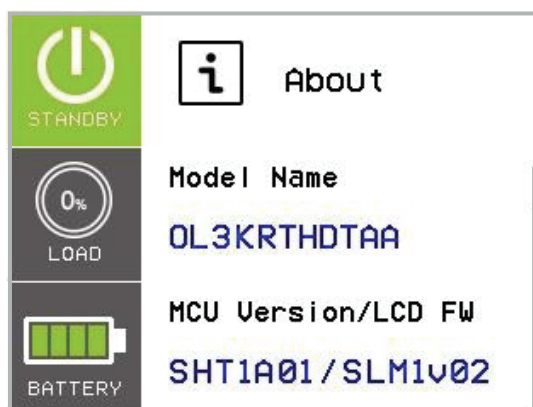 STANDBY
i About
0%
LOAD
Model Name
OL3KRTHDTAA
MCU Version/LCD FW
SHT1A01/SLM1v02
BATTERY